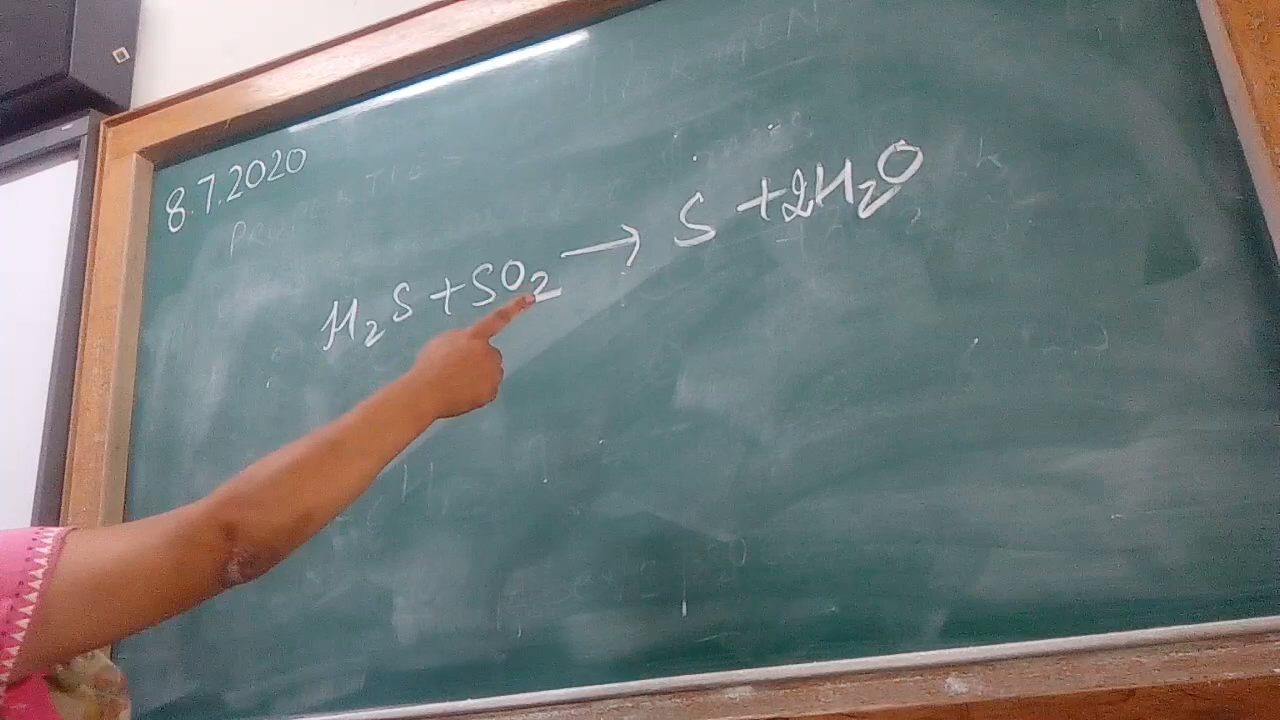 8.7.2020
H₂S + SO₂ → S + 2H₂O